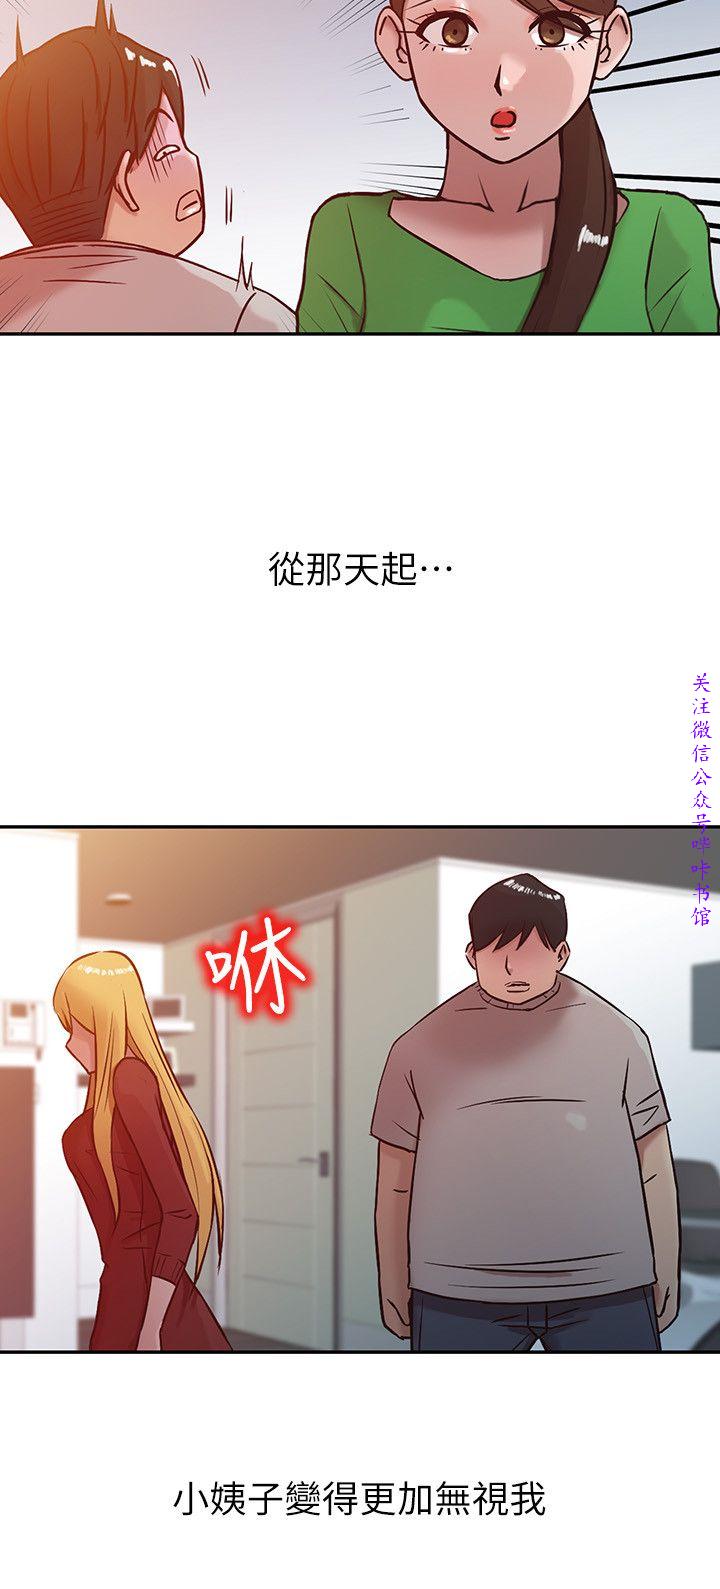 從那天起⋯
关注微信公众号哔咔书馆
咻
小姨子變得更加無視我